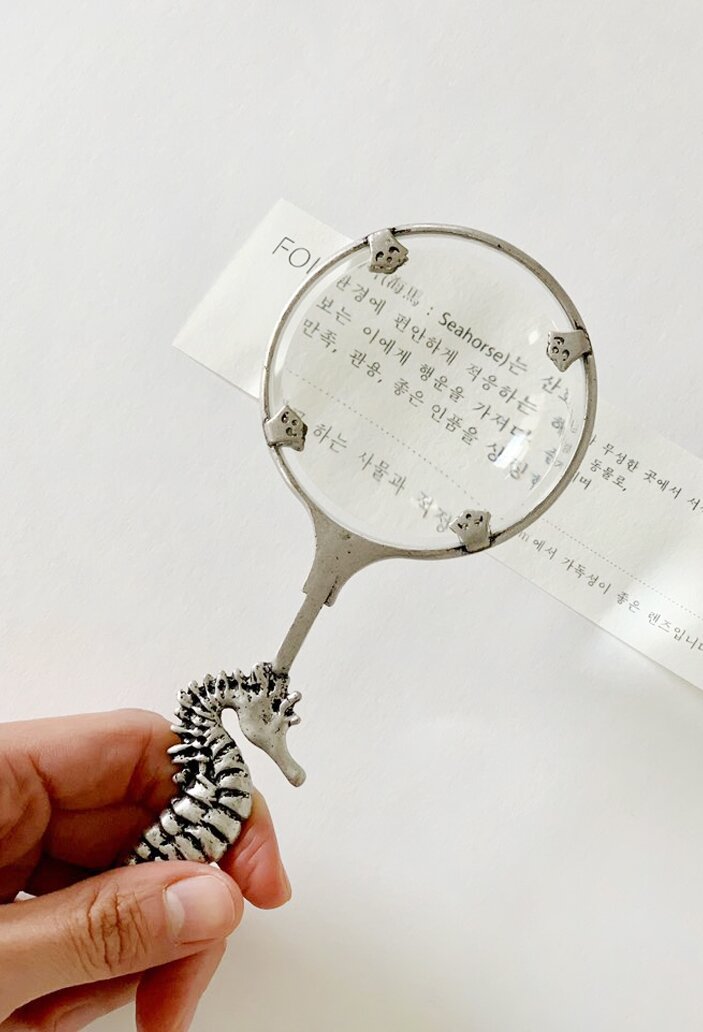 FOL
(海馬 : Seahorse)는 산 무성한 곳에서
환경에 편안하게 적응하는 동물로,
보는 이에게 행운을 가져다 며
만족, 관용, 좋은 인품을 상징
하는 사물과 적정 에서 가독성이 좋은 렌즈입니다